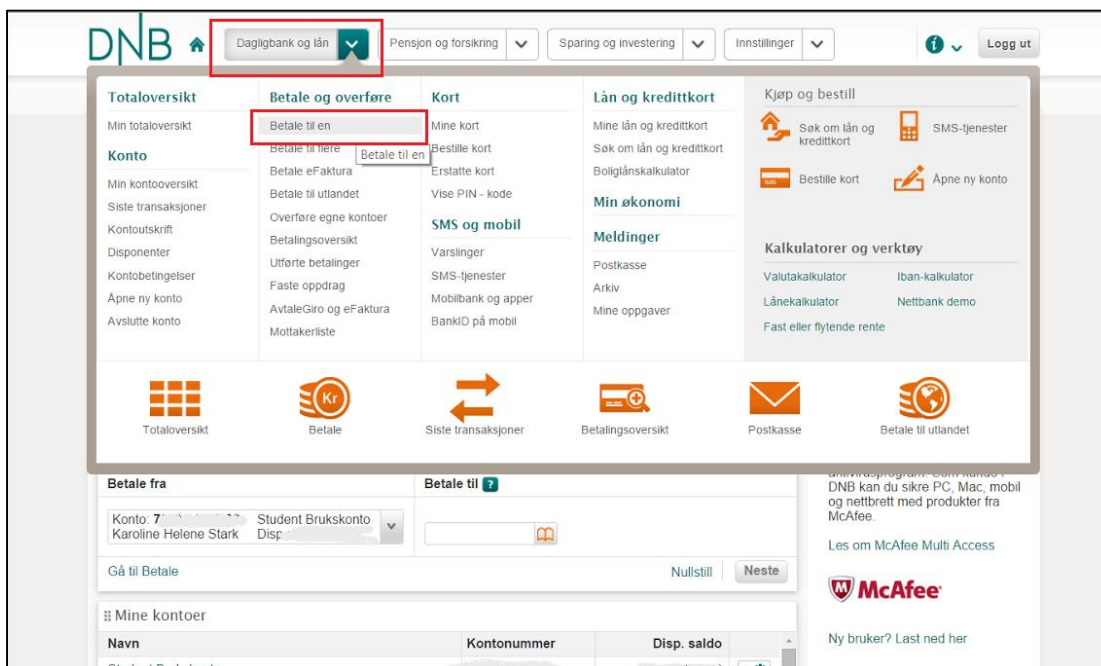 DNB
Dagligbank og lån
Pensjon og forsikring
Sparing og investering
Innstillinger
Logg ut
Totaloversikt
Min totaloversikt
Konto
Min kontooversikt
Siste transaksjoner
Kontoutskrift
Disponenter
Kontobetingelser
Åpne ny konto
Avslutte konto
Betale og overføre
Betale til en
Betale til flere
Betale til en
Betale eFaktura
Betale til utlandet
Overføre egne kontoer
Betalingsoversikt
Utførte betalinger
Faste oppdrag
AvtaleGiro og eFaktura
Mottakerliste
Kort
Mine kort
Bestille kort
Erstatte kort
Vise PIN - kode
SMS og mobil
Varslinger
SMS-tjenester
Mobilbank og apper
BankID på mobil
Lån og kredittkort
Mine lån og kredittkort
Søk om lån og kredittkort
Boliglånskalkulator
Min økonomi
Meldinger
Postkasse
Arkiv
Mine oppgaver
Kjøp og bestill
Søk om lån og
kredittkort
SMS-tjenester
Bestille kort
Åpne ny konto
Kalkulatorer og verktøy
Valutakalkulator
Iban-kalkulator
Lånekalkulator
Nettbank demo
Fast eller flytende rente
Kr
Totaloversikt
Betale
Siste transaksjoner
Betalingsoversikt
Postkasse
Betale til utlandet
Betale fra
Betale til ?
Konto: 7
Student Brukskonto
Karoline Helene Stark
Disp
Gå til Betale
Nullstill
Neste
Mine kontoer
Navn
Kontonummer
Disp. saldo
DNB kan du sikre PC, Mac, mobil
og nettbrett med produkter fra
McAfee.
Les om McAfee Multi Access
McAfee
Ny bruker? Last ned her